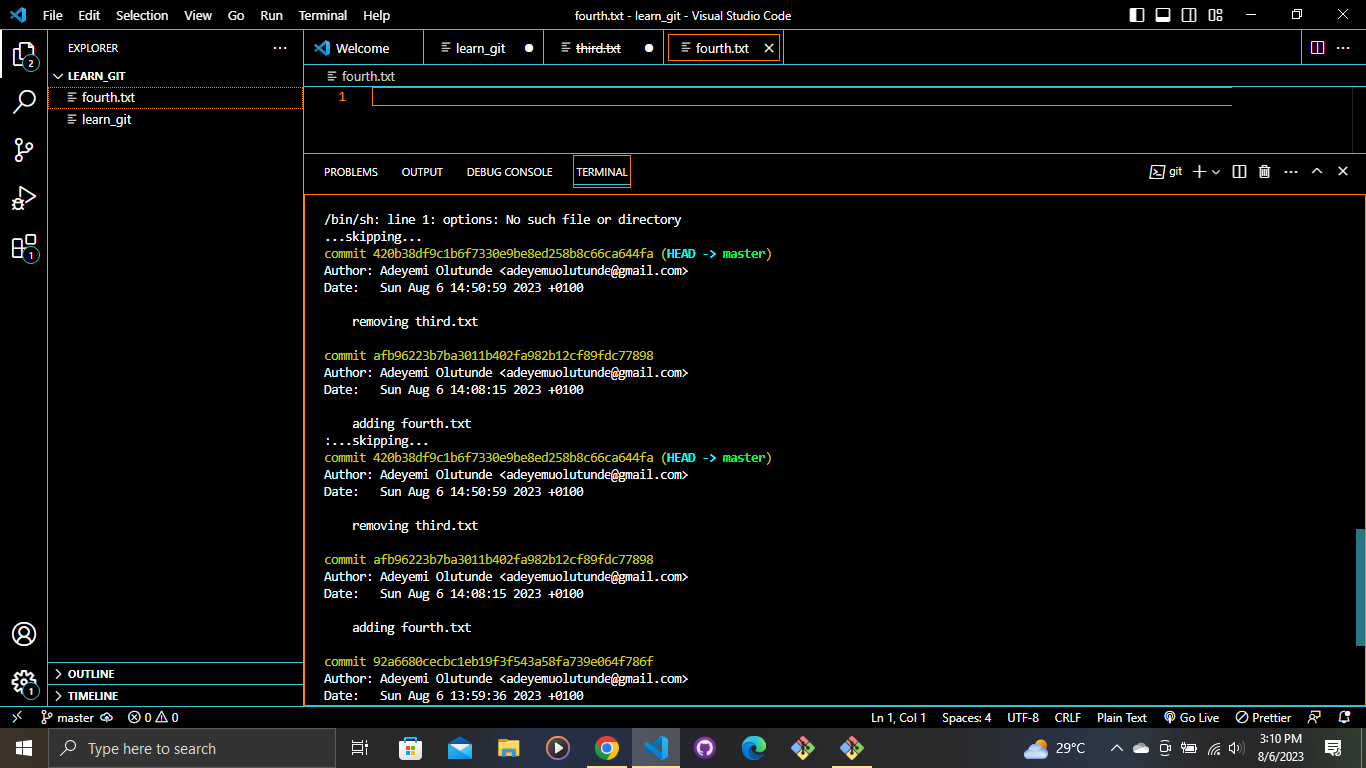 File Edit Selection View Go Run Terminal Help fourth.txt - learn_git - Visual Studio Code
EXPLORER
Welcome learn_git third.txt fourth.txt
LEARN_GIT
fourth.txt
fourth.txt
learn_git
1
2
1
PROBLEMS OUTPUT DEBUG CONSOLE TERMINAL git
/bin/sh: line 1: options: No such file or directory
...skipping...
commit 420b38df9c1b6f7330e9be8ed258b8c66ca644fa (HEAD -> master)
Author: Adeyemi Olutunde <adeyemuolutunde@gmail.com>
Date:   Sun Aug 6 14:50:59 2023 +0100
removing third.txt
commit afb96223b7ba3011b402fa982b12cf89fdc77898
Author: Adeyemi Olutunde <adeyemuolutunde@gmail.com>
Date:   Sun Aug 6 14:08:15 2023 +0100
adding fourth.txt
:...skipping...
commit 420b38df9c1b6f7330e9be8ed258b8c66ca644fa (HEAD -> master)
Author: Adeyemi Olutunde <adeyemuolutunde@gmail.com>
Date:   Sun Aug 6 14:50:59 2023 +0100
removing third.txt
commit afb96223b7ba3011b402fa982b12cf89fdc77898
Author: Adeyemi Olutunde <adeyemuolutunde@gmail.com>
Date:   Sun Aug 6 14:08:15 2023 +0100
adding fourth.txt
commit 92a6680cecbc1eb19f3f543a58fa739e064f786f
Author: Adeyemi Olutunde <adeyemuolutunde@gmail.com>
Date:   Sun Aug 6 13:59:36 2023 +0100
OUTLINE
TIMELINE
1
master 0 0 Ln 1, Col 1 Spaces: 4 UTF-8 CRLF Plain Text Go Live Prettier
Type here to search
29°C
3:10 PM
8/6/2023